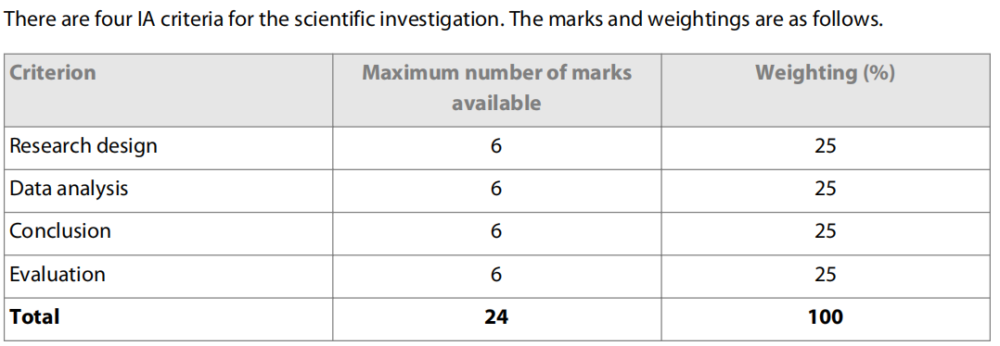 There are four IA criteria for the scientific investigation. The marks and weightings are as follows.
Criterion Maximum number of marks available Weighting (%)
Research design 6 25
Data analysis 6 25
Conclusion 6 25
Evaluation 6 25
Total 24 100